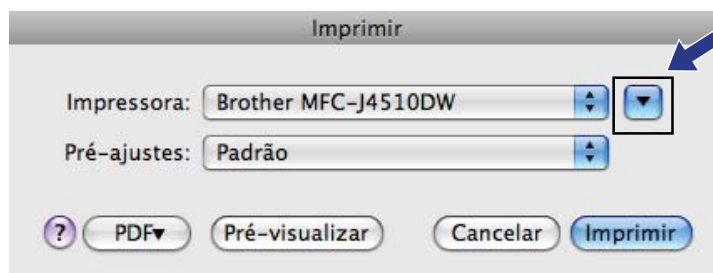 Imprimir
Impressora: Brother MFC-J4510DW
Pré-ajustes: Padrão
? PDF▾ Pré-visualizar Cancelar Imprimir